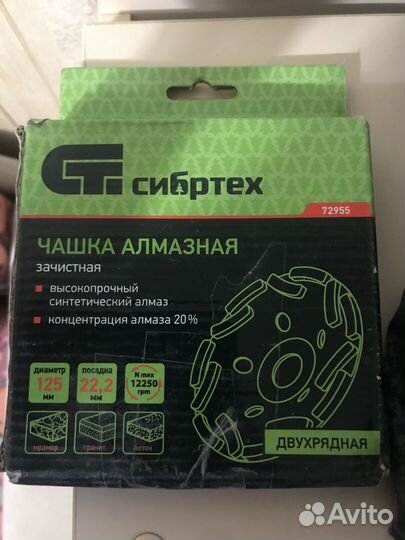 СТ сибртех
72955
ЧАШКА АЛМАЗНАЯ
зачистная
высокопрочный
синтетический алмаз
концентрация алмаза 20%
диаметр
125
мм
посадка
22,2
мм
N max
12250
rpm
мрамор
гранит
бетон
ДВУХРЯДНАЯ
Avito